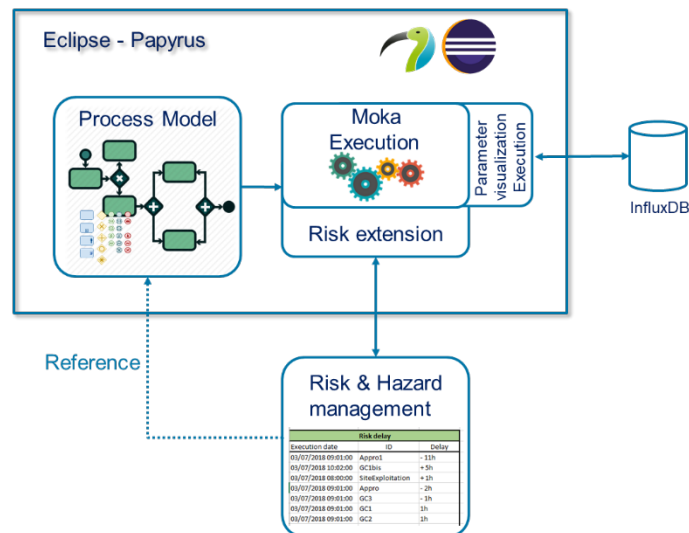 Eclipse - Papyrus
Process Model
Moka
Execution
Parameter
visualization
Execution
Risk extension
InfluxDB
Reference
Risk & Hazard
management
Risk delay
Execution date ID Delay
03/07/2018 09:01:00 Appro1 - 11h
03/07/2018 10:02:00 GC1bis + 5h
03/07/2018 08:00:00 SiteExploitation + 1h
03/07/2018 09:01:00 Appro - 2h
03/07/2018 09:01:00 GC3 - 1h
03/07/2018 09:01:00 GC1 1h
03/07/2018 09:01:00 GC2 1h